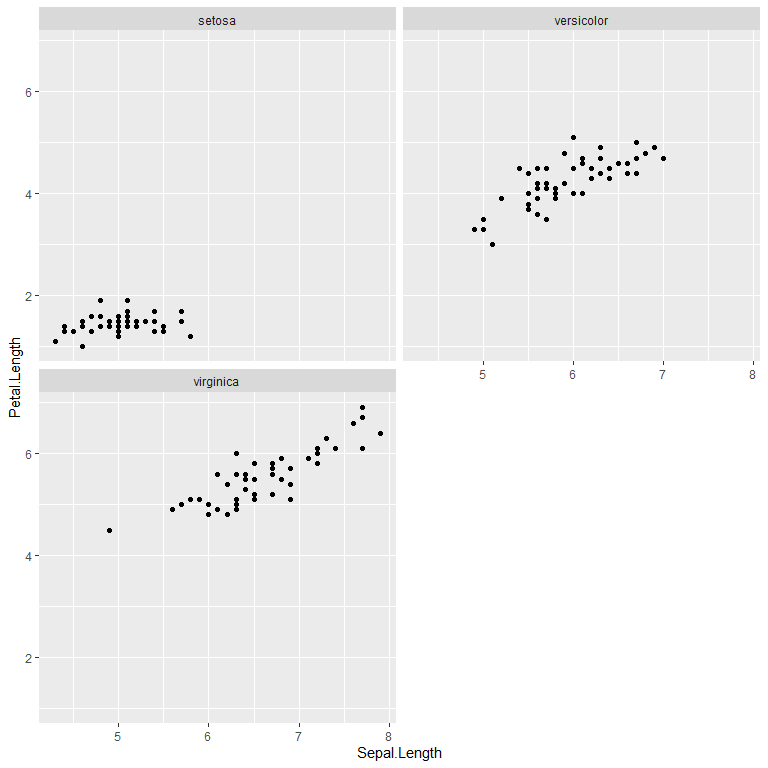 setosa
versicolor
6
4
2
5 6 7 8
virginica
6
4
2
5 6 7 8
Petal.Length
Sepal.Length